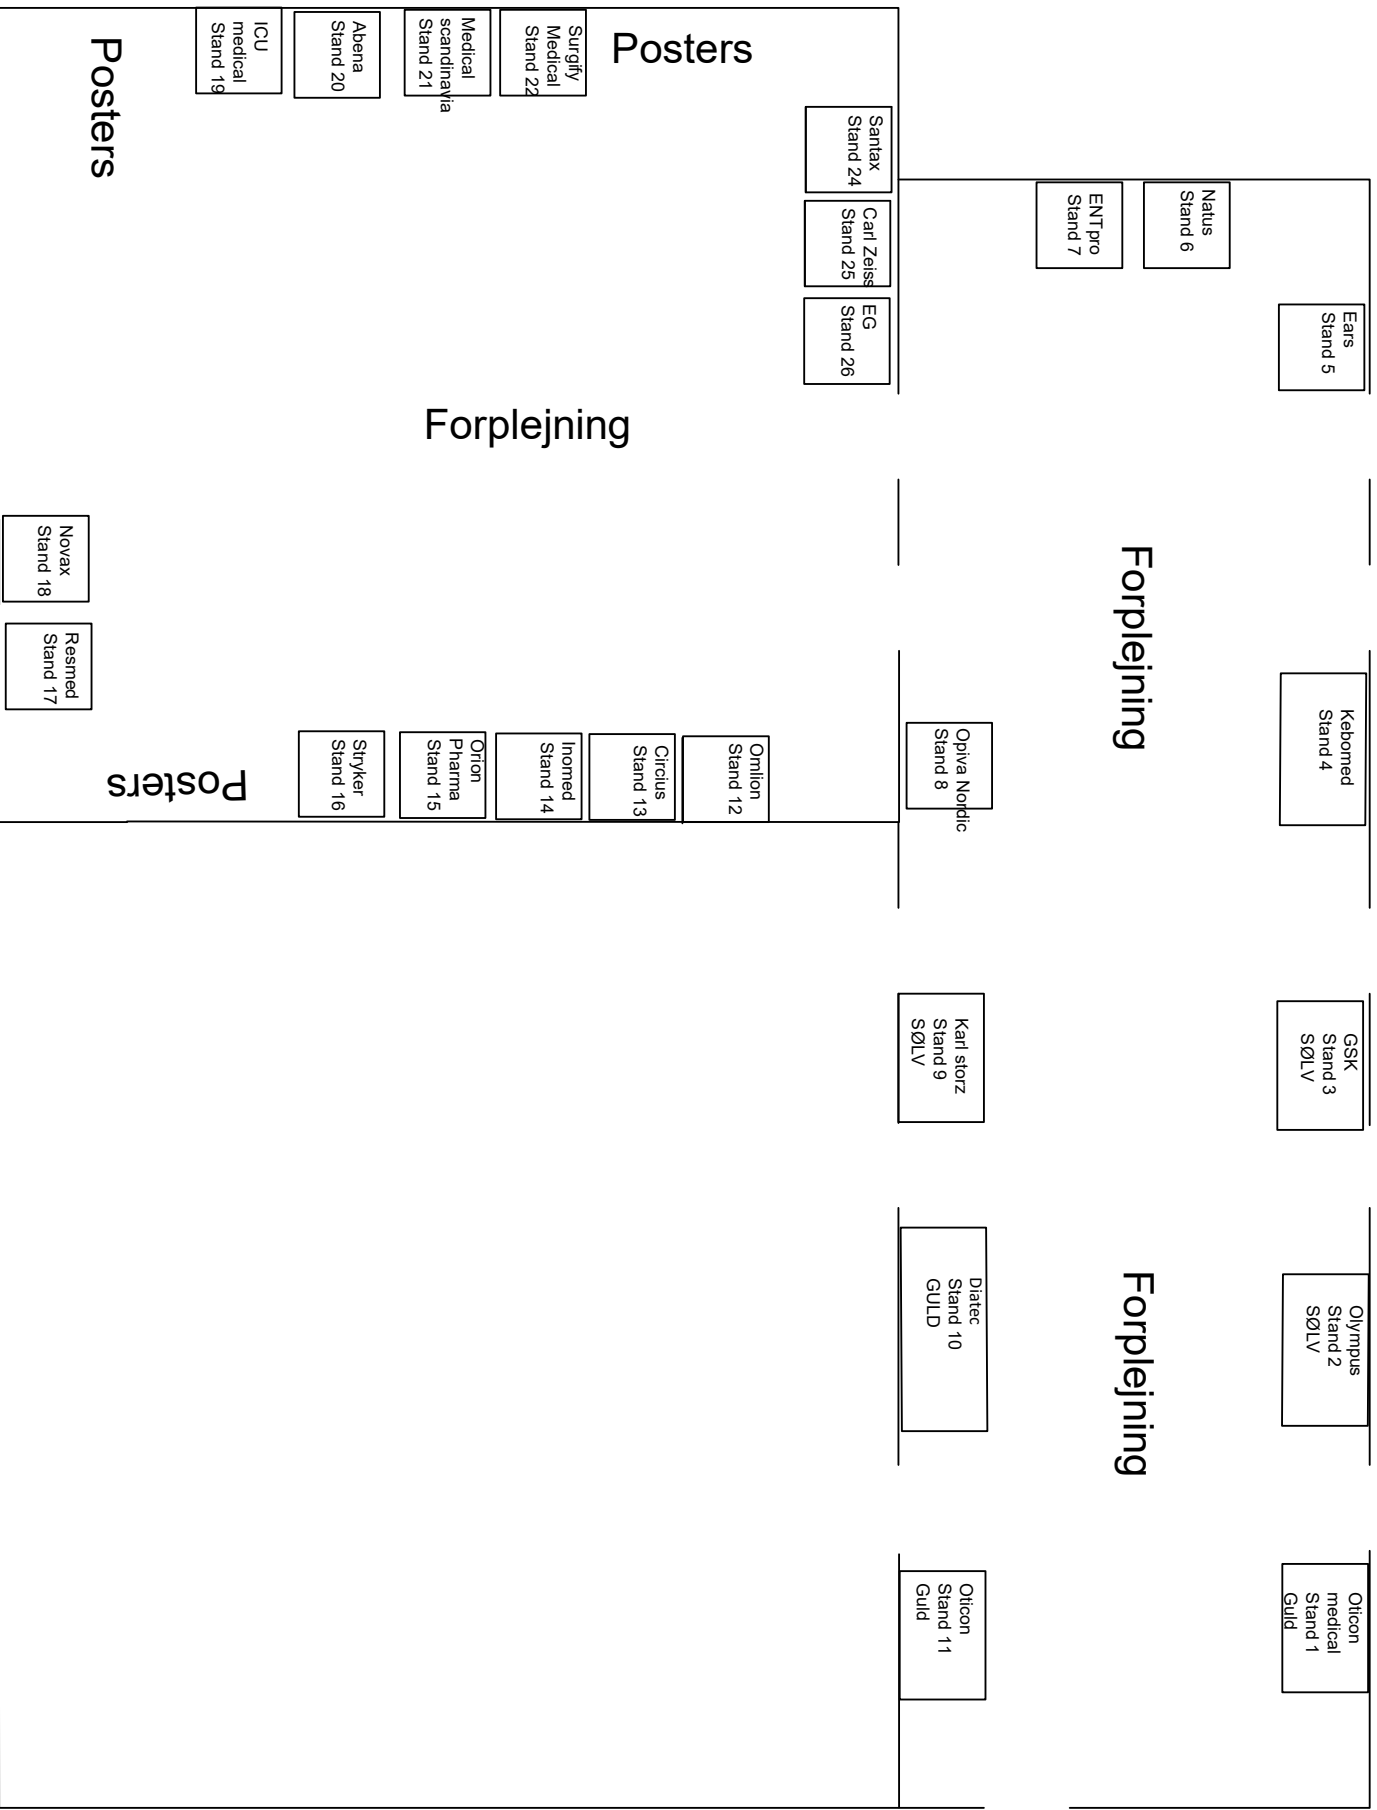 Posters
ICU
medical
Stand 19
Abena
Stand 20
Medical
scandinavia
Stand 21
Surgify
Medical
Stand 22
Posters
Santax
Stand 24
Carl Zeiss
Stand 25
EG
Stand 26
Natus
Stand 6
ENTpro
Stand 7
Ears
Stand 5
Forplejning
Forplejning
Novax
Stand 18
Resmed
Stand 17
Posters
Stryker
Stand 16
Orion
Pharma
Stand 15
Inomed
Stand 14
Circius
Stand 13
Omlion
Stand 12
Opiva Nordic
Stand 8
Kebomed
Stand 4
Karl storz
Stand 9
SØLV
GSK
Stand 3
SØLV
Diatec
Stand 10
GULD
Forplejning
Olympus
Stand 2
SØLV
Oticon
Stand 11
Guld
Oticon
medical
Stand 1
Guld